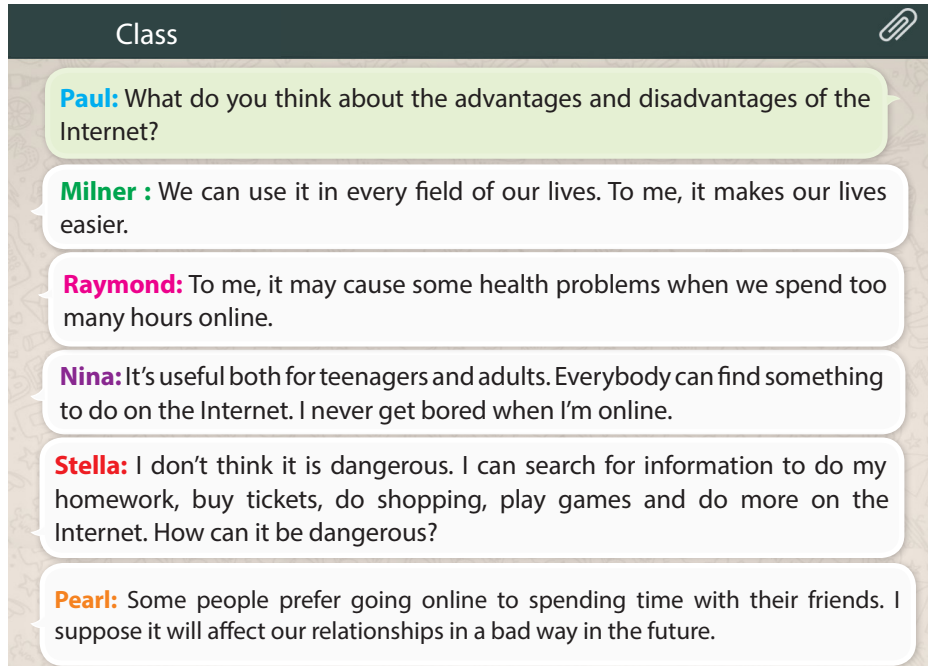 Class
Paul: What do you think about the advantages and disadvantages of the
Internet?
Milner : We can use it in every field of our lives. To me, it makes our lives
easier.
Raymond: To me, it may cause some health problems when we spend too
many hours online.
Nina: It’s useful both for teenagers and adults. Everybody can find something
to do on the Internet. I never get bored when I’m online.
Stella: I don’t think it is dangerous. I can search for information to do my
homework, buy tickets, do shopping, play games and do more on the
Internet. How can it be dangerous?
Pearl: Some people prefer going online to spending time with their friends. I
suppose it will affect our relationships in a bad way in the future.